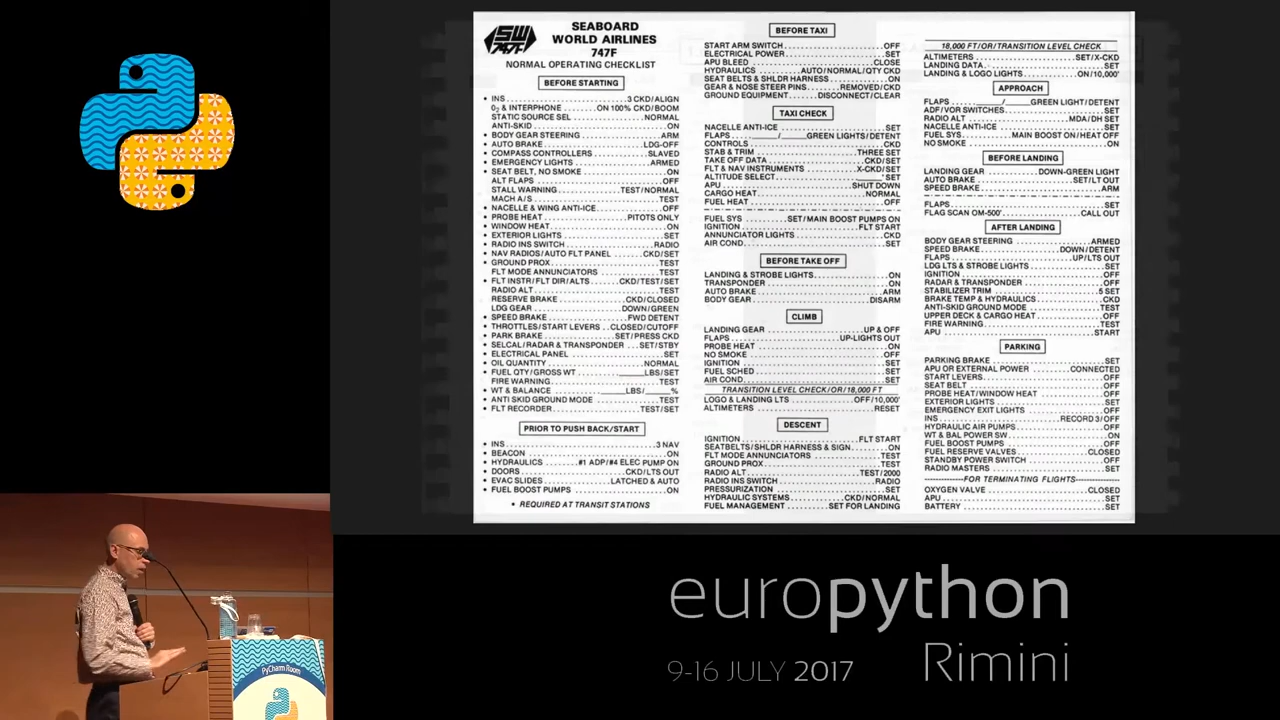 SW
747F
SEABOARD
WORLD AIRLINES
747F
NORMAL OPERATING CHECKLIST
BEFORE STARTING
• INS 3 CKD/ALIGN
O2 & INTERPHONE ON 100% CKD/BOOM
STATIC SOURCE SEL NORMAL
ANTI-SKID ON
• BODY GEAR STEERING ARM
• AUTO BRAKE LDG-OFF
• COMPASS CONTROLLERS SLAVED
• EMERGENCY LIGHTS ARMED
• SEAT BELT, NO SMOKE ON
ALT FLAPS OFF
STALL WARNING TEST/NORMAL
MACH A/S TEST
• NACELLE & WING ANTI-ICE OFF
• PROBE HEAT PITOTS ONLY
• WINDOW HEAT ON
• EXTERIOR LIGHTS SET
• RADIO INS SWITCH RADIO
• NAV RADIOS/AUTO FLT PANEL CKD/SET
• GROUND PROX TEST
FLT MODE ANNUNCIATORS TEST
• FLT INSTR/FLT DIR/ALTS CKD/TEST/SET
RADIO ALT TEST
RESERVE BRAKE CKD/CLOSED
LDG GEAR DOWN/GREEN
• SPEED BRAKE FWD DETENT
• THROTTLES/START LEVERS CLOSED/CUTOFF
• PARK BRAKE SET/PRESS CKD
• SELCAL/RADAR & TRANSPONDER SET/STBY
• ELECTRICAL PANEL SET
• OIL QUANTITY NORMAL
• FUEL QTY/GROSS WT ______LBS/SET
FIRE WARNING TEST
• WT & BALANCE ______LBS/_____%
ANTI SKID GROUND MODE TEST
• FLT RECORDER TEST/SET
PRIOR TO PUSH BACK/START
• INS 3 NAV
• BEACON ON
• HYDRAULICS #1 ADP/#4 ELEC PUMP ON
• DOORS CKD/LTS OUT
• EVAC SLIDES LATCHED & AUTO
• FUEL BOOST PUMPS ON
• REQUIRED AT TRANSIT STATIONS
BEFORE TAXI
START ARM SWITCH OFF
ELECTRICAL POWER SET
APU BLEED CLOSE
HYDRAULICS AUTO/NORMAL/QTY CKD
SEAT BELTS & SHLDR HARNESS ON
GEAR & NOSE STEER PINS REMOVED/CKD
GROUND EQUIPMENT DISCONNECT/CLEAR
TAXI CHECK
NACELLE ANTI-ICE SET
FLAPS _____/_____GREEN LIGHTS/DETENT
CONTROLS CKD
STAB & TRIM THREE SET
TAKE OFF DATA CKD/SET
FLT & NAV INSTRUMENTS X-CKD/SET
ALTITUDE SELECT _____' SET
APU SHUT DOWN
CARGO HEAT NORMAL
FUEL HEAT OFF
FUEL SYS SET/MAIN BOOST PUMPS ON
IGNITION FLT START
ANNUNCIATOR LIGHTS CKD
AIR COND SET
BEFORE TAKE OFF
LANDING & STROBE LIGHTS ON
TRANSPONDER ON
AUTO BRAKE ARM
BODY GEAR DISARM
CLIMB
LANDING GEAR UP & OFF
FLAPS UP-LIGHTS OUT
PROBE HEAT ON
NO SMOKE OFF
IGNITION SET
FUEL SCHED SET
AIR COND SET
TRANSITION LEVEL CHECK/OR/18,000 FT
LOGO & LANDING LTS OFF/10,000'
ALTIMETERS RESET
DESCENT
IGNITION FLT START
SEATBELTS/SHLDR HARNESS & SIGN ON
FLT MODE ANNUNCIATORS TEST
GROUND PROX TEST
RADIO ALT TEST/2000
RADIO INS SWITCH RADIO
PRESSURIZATION SET
HYDRAULIC SYSTEMS CKD/NORMAL
FUEL MANAGEMENT SET FOR LANDING
18,000 FT/OR/TRANSITION LEVEL CHECK
ALTIMETERS SET/X-CKD
LANDING DATA SET
LANDING & LOGO LIGHTS ON/10,000'
APPROACH
FLAPS _____/_____GREEN LIGHT/DETENT
ADF/VOR SWITCHES SET
RADIO ALT MDA/DH SET
NACELLE ANTI-ICE SET
FUEL SYS MAIN BOOST ON/HEAT OFF
NO SMOKE ON
BEFORE LANDING
LANDING GEAR DOWN-GREEN LIGHT
AUTO BRAKE SET/LT OUT
SPEED BRAKE ARM
FLAPS SET
FLAG SCAN OM-500' CALL OUT
AFTER LANDING
BODY GEAR STEERING ARMED
SPEED BRAKE DOWN/DETENT
FLAPS UP/LTS OUT
LDG LTS & STROBE LIGHTS SET
IGNITION OFF
RADAR & TRANSPONDER OFF
STABILIZER TRIM 5 SET
BRAKE TEMP & HYDRAULICS CKD
ANTI-SKID GROUND MODE TEST
UPPER DECK & CARGO HEAT OFF
FIRE WARNING TEST
APU START
PARKING
PARKING BRAKE SET
APU OR EXTERNAL POWER CONNECTED
START LEVERS OFF
SEAT BELT OFF
PROBE HEAT/WINDOW HEAT OFF
EXTERIOR LIGHTS SET
EMERGENCY EXIT LIGHTS OFF
INS RECORD 3/OFF
HYDRAULIC AIR PUMPS OFF
WT & BAL POWER SW ON
FUEL BOOST PUMPS OFF
FUEL RESERVE VALVES CLOSED
STANDBY POWER SWITCH OFF
RADIO MASTERS SET
FOR TERMINATING FLIGHTS
OXYGEN VALVE CLOSED
APU SET
BATTERY SET
PyCharm Room
europython
Rimini
9-16 JULY 2017